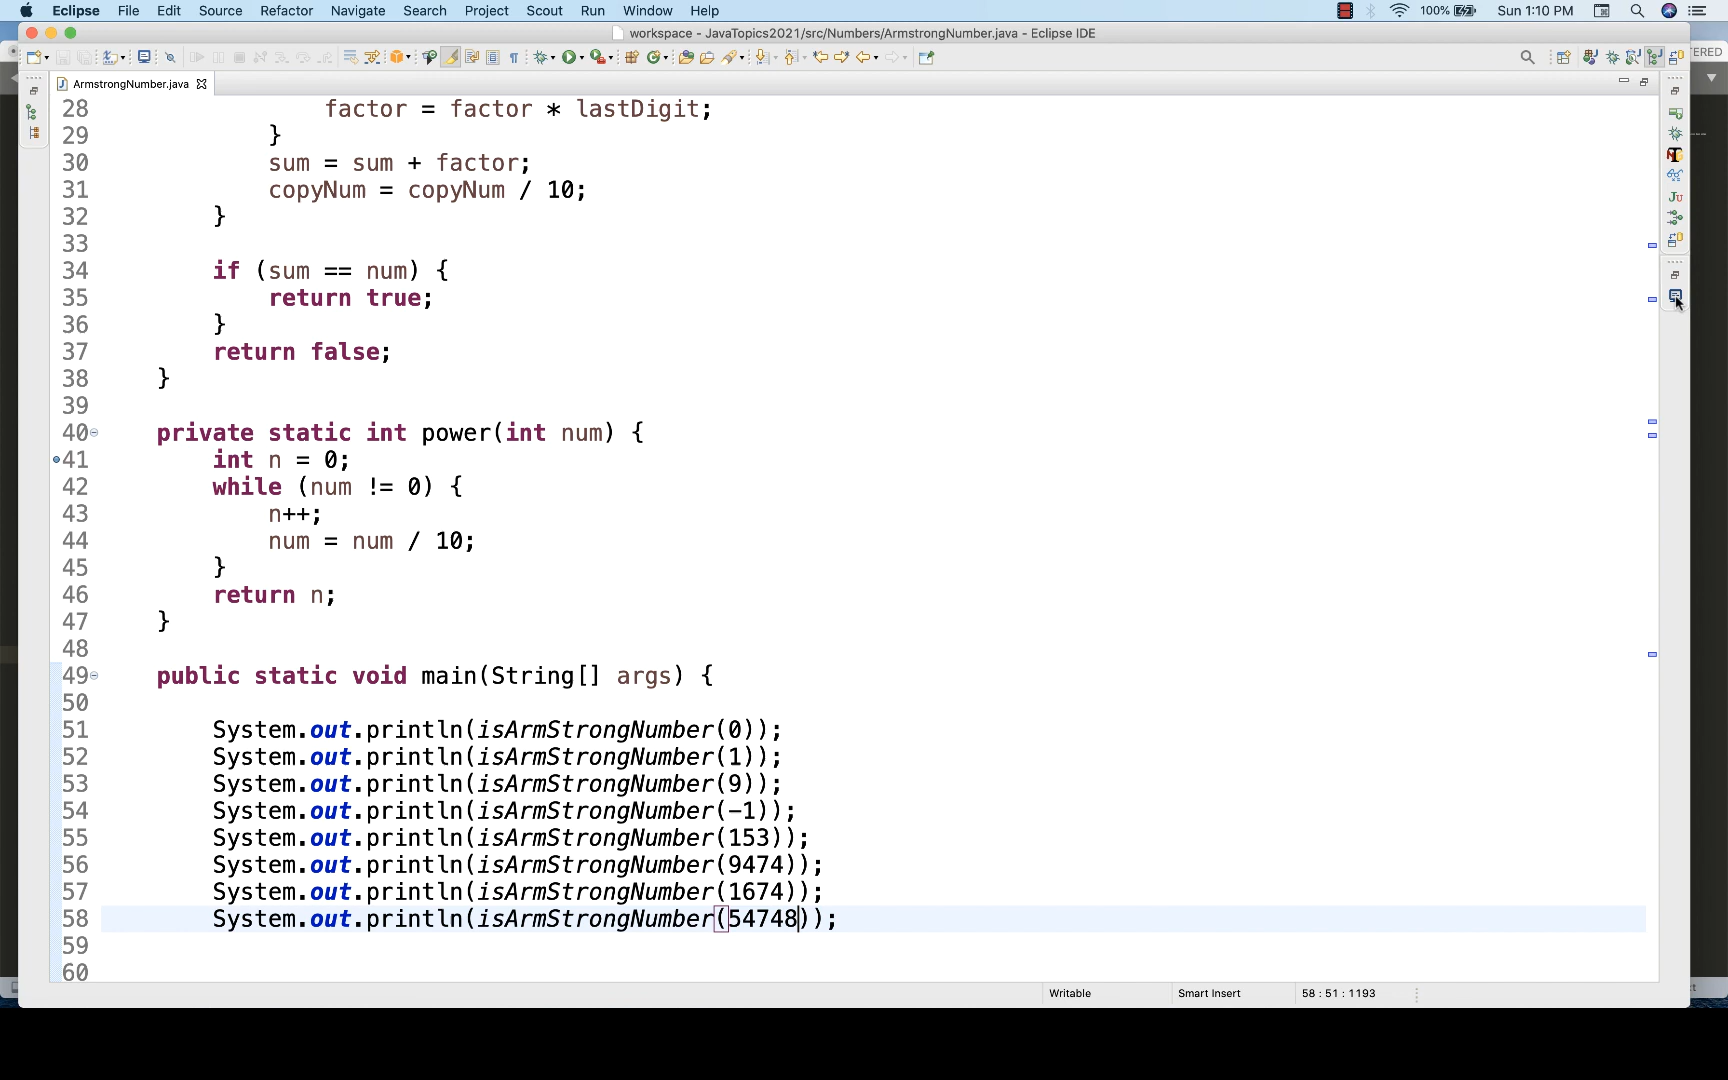 Eclipse File Edit Source Refactor Navigate Search Project Scout Run Window Help 100% Sun 1:10 PM
workspace - JavaTopics2021/src/Numbers/ArmstrongNumber.java - Eclipse IDE
ERED
ArmstrongNumber.java
28 factor = factor * lastDigit;
29 }
30 sum = sum + factor;
31 copyNum = copyNum / 10;
32 }
33
34 if (sum == num) {
35 return true;
36 }
37 return false;
38 }
39
40 private static int power(int num) {
41 int n = 0;
42 while (num != 0) {
43 n++;
44 num = num / 10;
45 }
46 return n;
47 }
48
49 public static void main(String[] args) {
50
51 System.out.println(isArmStrongNumber(0));
52 System.out.println(isArmStrongNumber(1));
53 System.out.println(isArmStrongNumber(9));
54 System.out.println(isArmStrongNumber(-1));
55 System.out.println(isArmStrongNumber(153));
56 System.out.println(isArmStrongNumber(9474));
57 System.out.println(isArmStrongNumber(1674));
58 System.out.println(isArmStrongNumber(54748));
59
60
Writable Smart Insert 58 : 51 : 1193